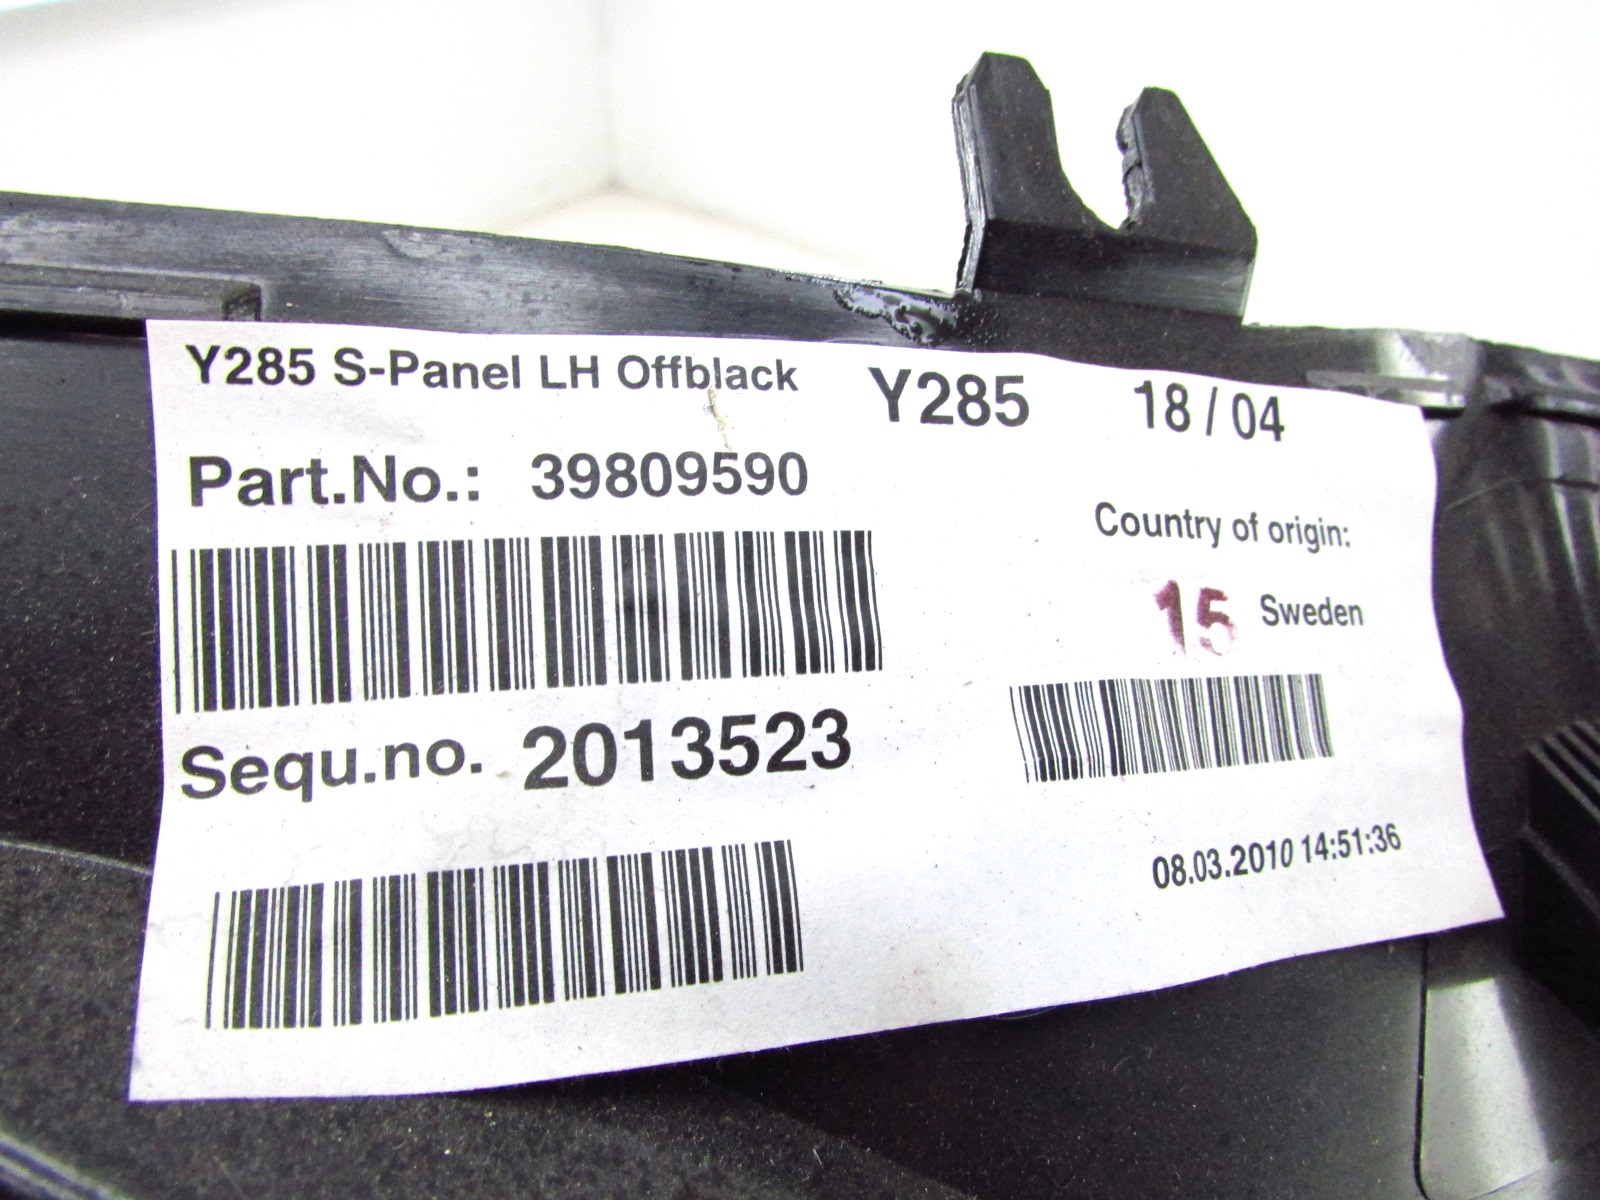 Y285 S-Panel LH Offblack
Y285 18 / 04
Part.No.: 39809590
Country of origin:
15 Sweden
Sequ.no. 2013523
08.03.2010 14:51:36